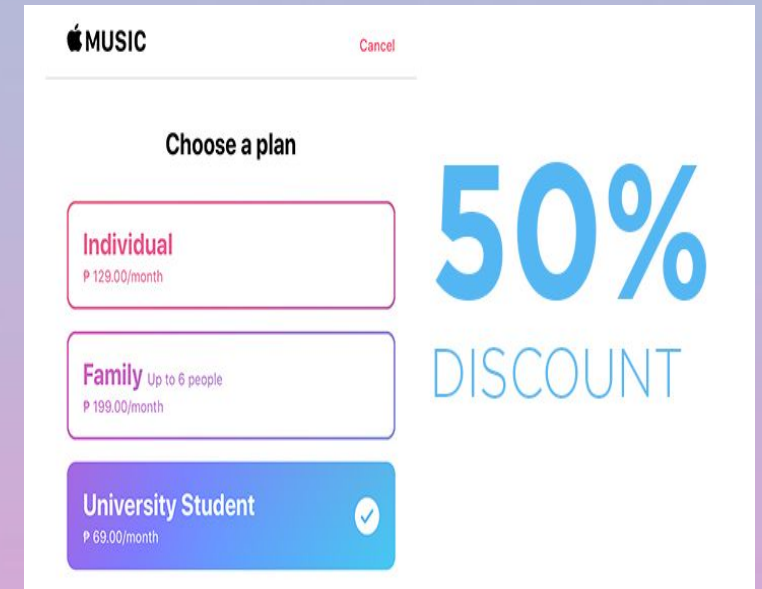 MUSIC
Cancel
Choose a plan
Individual
₱ 129.00/month
Family Up to 6 people
₱ 199.00/month
University Student
₱ 69.00/month
50%
DISCOUNT